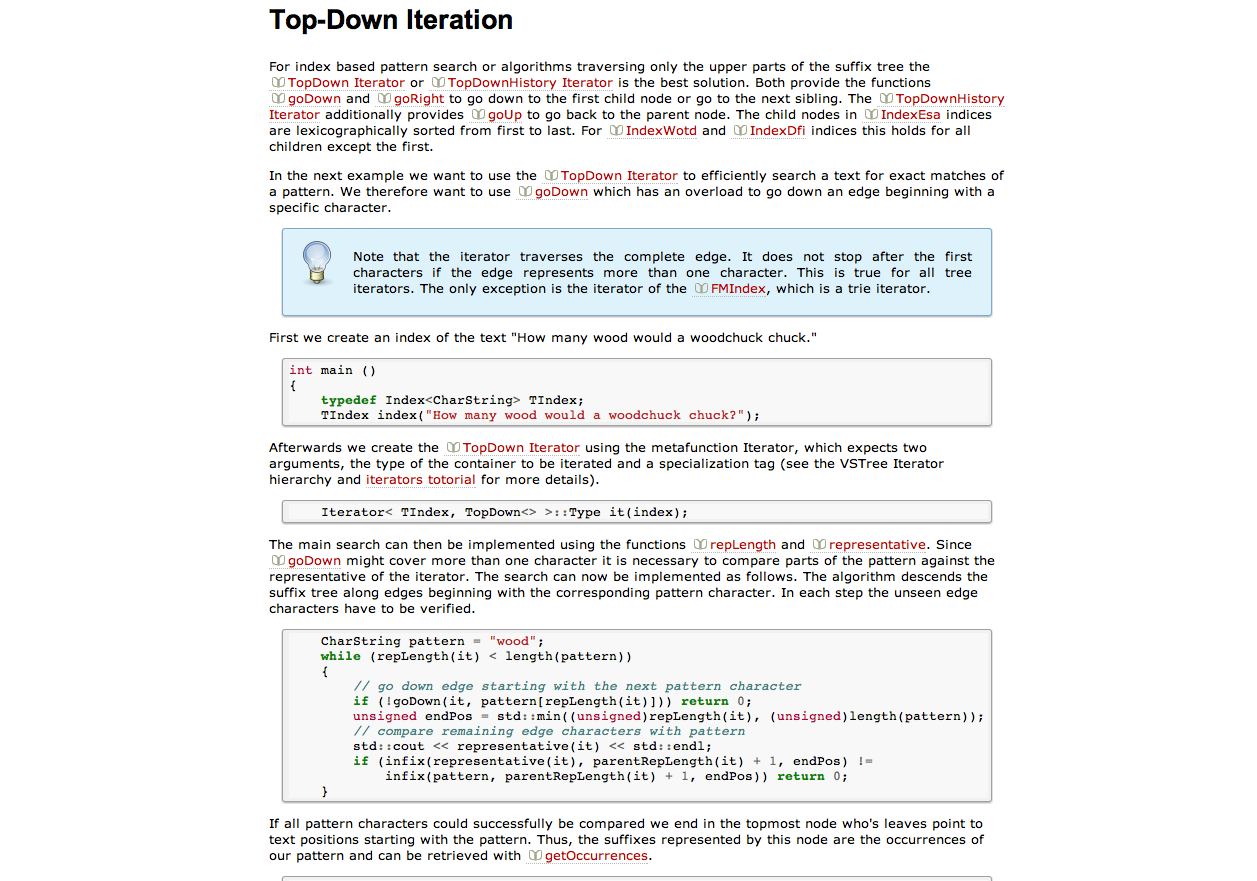 Top-Down Iteration
For index based pattern search or algorithms traversing only the upper parts of the suffix tree the
TopDown Iterator or TopDownHistory Iterator is the best solution. Both provide the functions
goDown and goRight to go down to the first child node or go to the next sibling. The TopDownHistory
Iterator additionally provides goUp to go back to the parent node. The child nodes in IndexEsa indices
are lexicographically sorted from first to last. For IndexWotd and IndexDfi indices this holds for all
children except the first.
In the next example we want to use the TopDown Iterator to efficiently search a text for exact matches of
a pattern. We therefore want to use goDown which has an overload to go down an edge beginning with a
specific character.
Note that the iterator traverses the complete edge. It does not stop after the first
characters if the edge represents more than one character. This is true for all tree
iterators. The only exception is the iterator of the FMIndex, which is a trie iterator.
First we create an index of the text "How many wood would a woodchuck chuck."
int main ()
{
    typedef Index<CharString> TIndex;
    TIndex index("How many wood would a woodchuck chuck?");
Afterwards we create the TopDown Iterator using the metafunction Iterator, which expects two
arguments, the type of the container to be iterated and a specialization tag (see the VSTree Iterator
hierarchy and iterators totorial for more details).
    Iterator< TIndex, TopDown<> >::Type it(index);
The main search can then be implemented using the functions repLength and representative. Since
goDown might cover more than one character it is necessary to compare parts of the pattern against the
representative of the iterator. The search can now be implemented as follows. The algorithm descends the
suffix tree along edges beginning with the corresponding pattern character. In each step the unseen edge
characters have to be verified.
    CharString pattern = "wood";
    while (repLength(it) < length(pattern))
    {
        // go down edge starting with the next pattern character
        if (!goDown(it, pattern[repLength(it)])) return 0;
        unsigned endPos = std::min((unsigned)repLength(it), (unsigned)length(pattern));
        // compare remaining edge characters with pattern
        std::cout << representative(it) << std::endl;
        if (infix(representative(it), parentRepLength(it) + 1, endPos) !=
            infix(pattern, parentRepLength(it) + 1, endPos)) return 0;
    }
If all pattern characters could successfully be compared we end in the topmost node who's leaves point to
text positions starting with the pattern. Thus, the suffixes represented by this node are the occurrences of
our pattern and can be retrieved with getOccurrences.